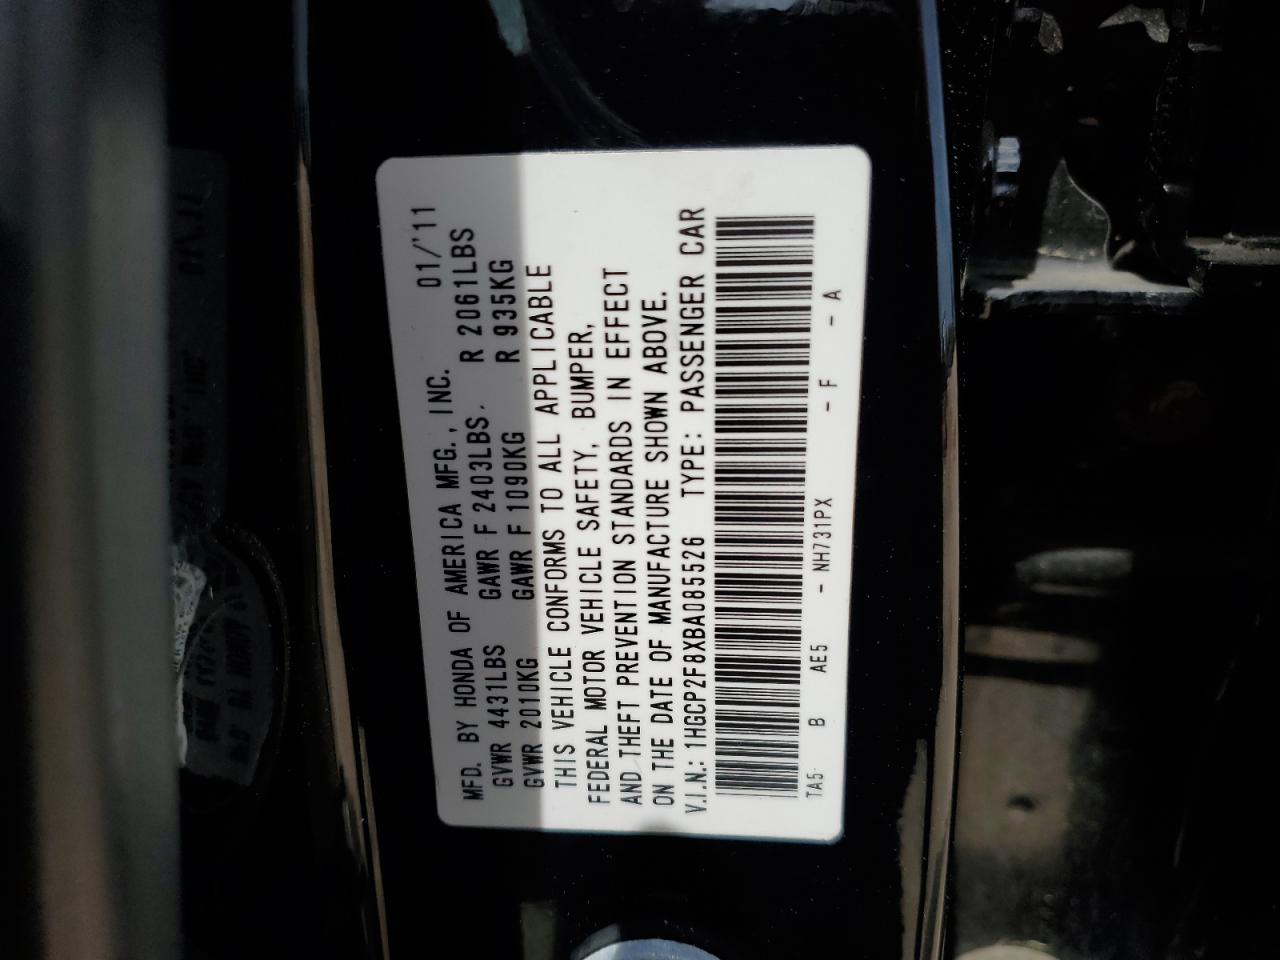 MFD. BY HONDA OF AMERICA MFG., INC. 01/'11
GVWR 4431LBS GAWR F 2403LBS. R 2061LBS
GVWR 2010KG GAWR F 1090KG R 935KG
THIS VEHICLE CONFORMS TO ALL APPLICABLE
FEDERAL MOTOR VEHICLE SAFETY, BUMPER,
AND THEFT PREVENTION STANDARDS IN EFFECT
ON THE DATE OF MANUFACTURE SHOWN ABOVE.
V.I.N.: 1HGCP2F8XBA085526 TYPE: PASSENGER CAR
TA5 B AE5 - NH731PX - F - A